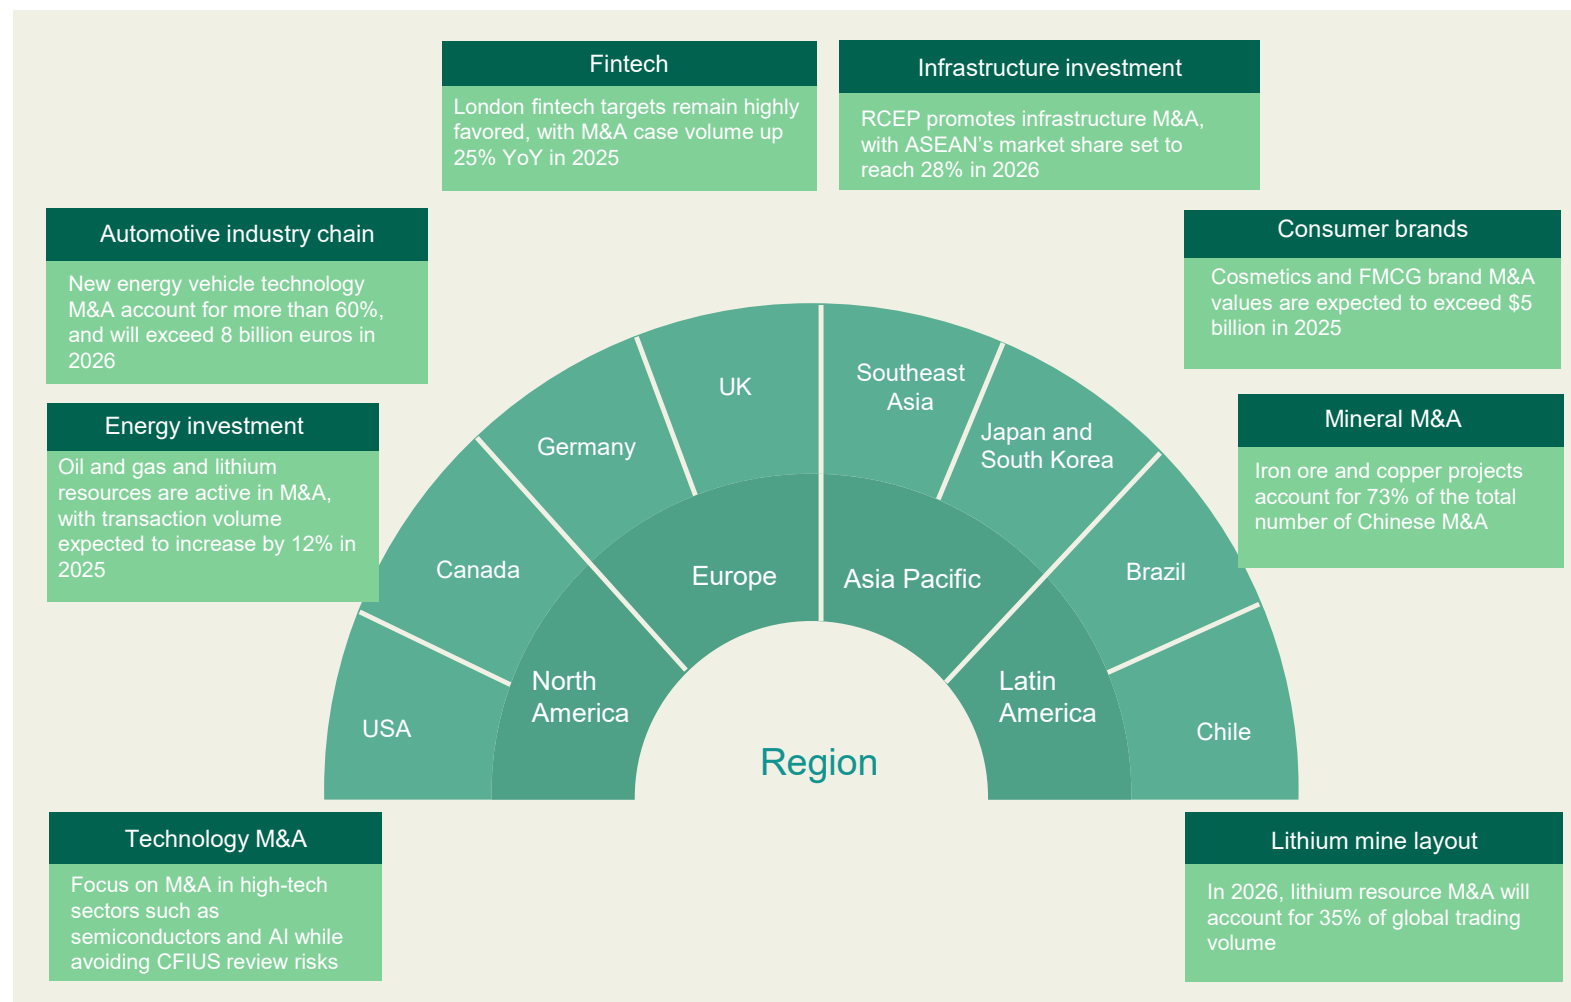 Fintech
London fintech targets remain highly
favored, with M&A case volume up
25% YoY in 2025
Infrastructure investment
RCEP promotes infrastructure M&A,
with ASEAN’s market share set to
reach 28% in 2026
Automotive industry chain
New energy vehicle technology
M&A account for more than 60%,
and will exceed 8 billion euros in
2026
Consumer brands
Cosmetics and FMCG brand M&A
values are expected to exceed $5
billion in 2025
Energy investment
Oil and gas and lithium
resources are active in M&A,
with transaction volume
expected to increase by 12% in
2025
Mineral M&A
Iron ore and copper projects
account for 73% of the total
number of Chinese M&A
USA
Canada
Germany
UK
Southeast
Asia
Japan and
South Korea
Brazil
Chile
North
America
Europe
Asia Pacific
Latin
America
Region
Technology M&A
Focus on M&A in high-tech
sectors such as
semiconductors and AI while
avoiding CFIUS review risks
Lithium mine layout
In 2026, lithium resource M&A will
account for 35% of global trading
volume